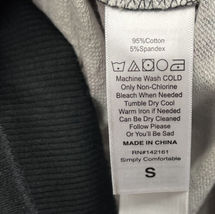 95%Cotton
5%Spandex
Machine Wash COLD
Only Non-Chlorine
Bleach When Needed
Tumble Dry Cool
Warm Iron if Needed
Can be Dry Cleaned
Follow Please
Or You'll Be Sad
MADE IN CHINA
RN#142161
Simply Comfortable
S